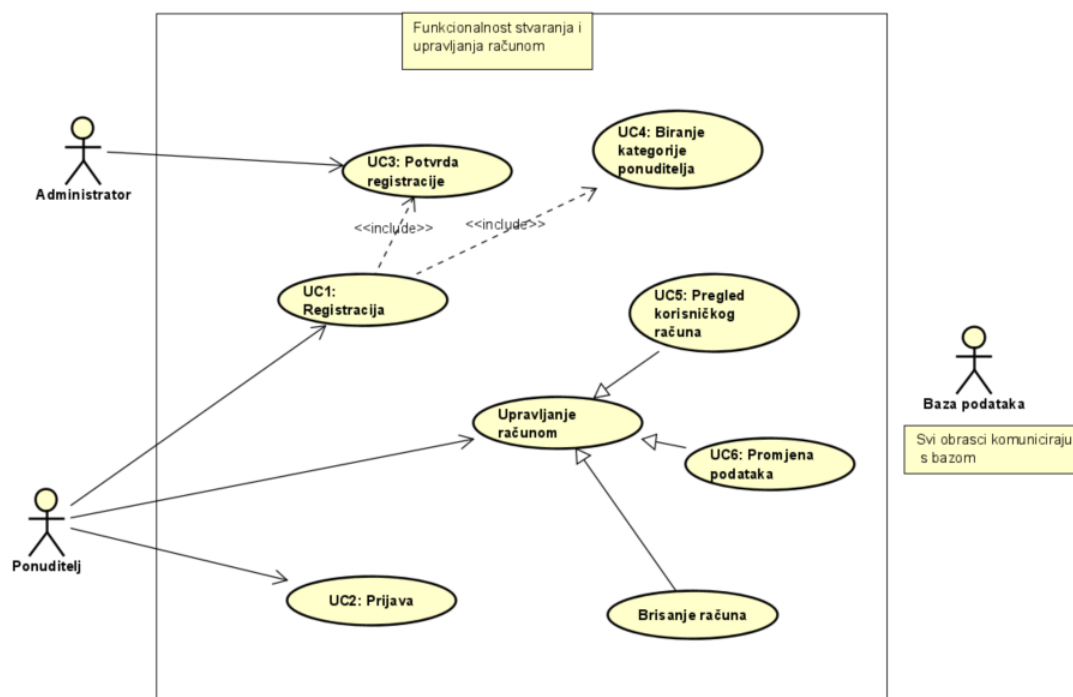 Funkcionalnost stvaranja i
upravljanja računom
Administrator
UC3: Potvrda
registracije
UC4: Biranje
kategorije
ponuditelja
<<include>>
<<include>>
UC1:
Registracija
UC5: Pregled
korisničkog
računa
Baza podataka
Upravljanje
računom
Svi obrasci komuniciraju
s bazom
UC6: Promjena
podataka
Ponuditelj
UC2: Prijava
Brisanje računa